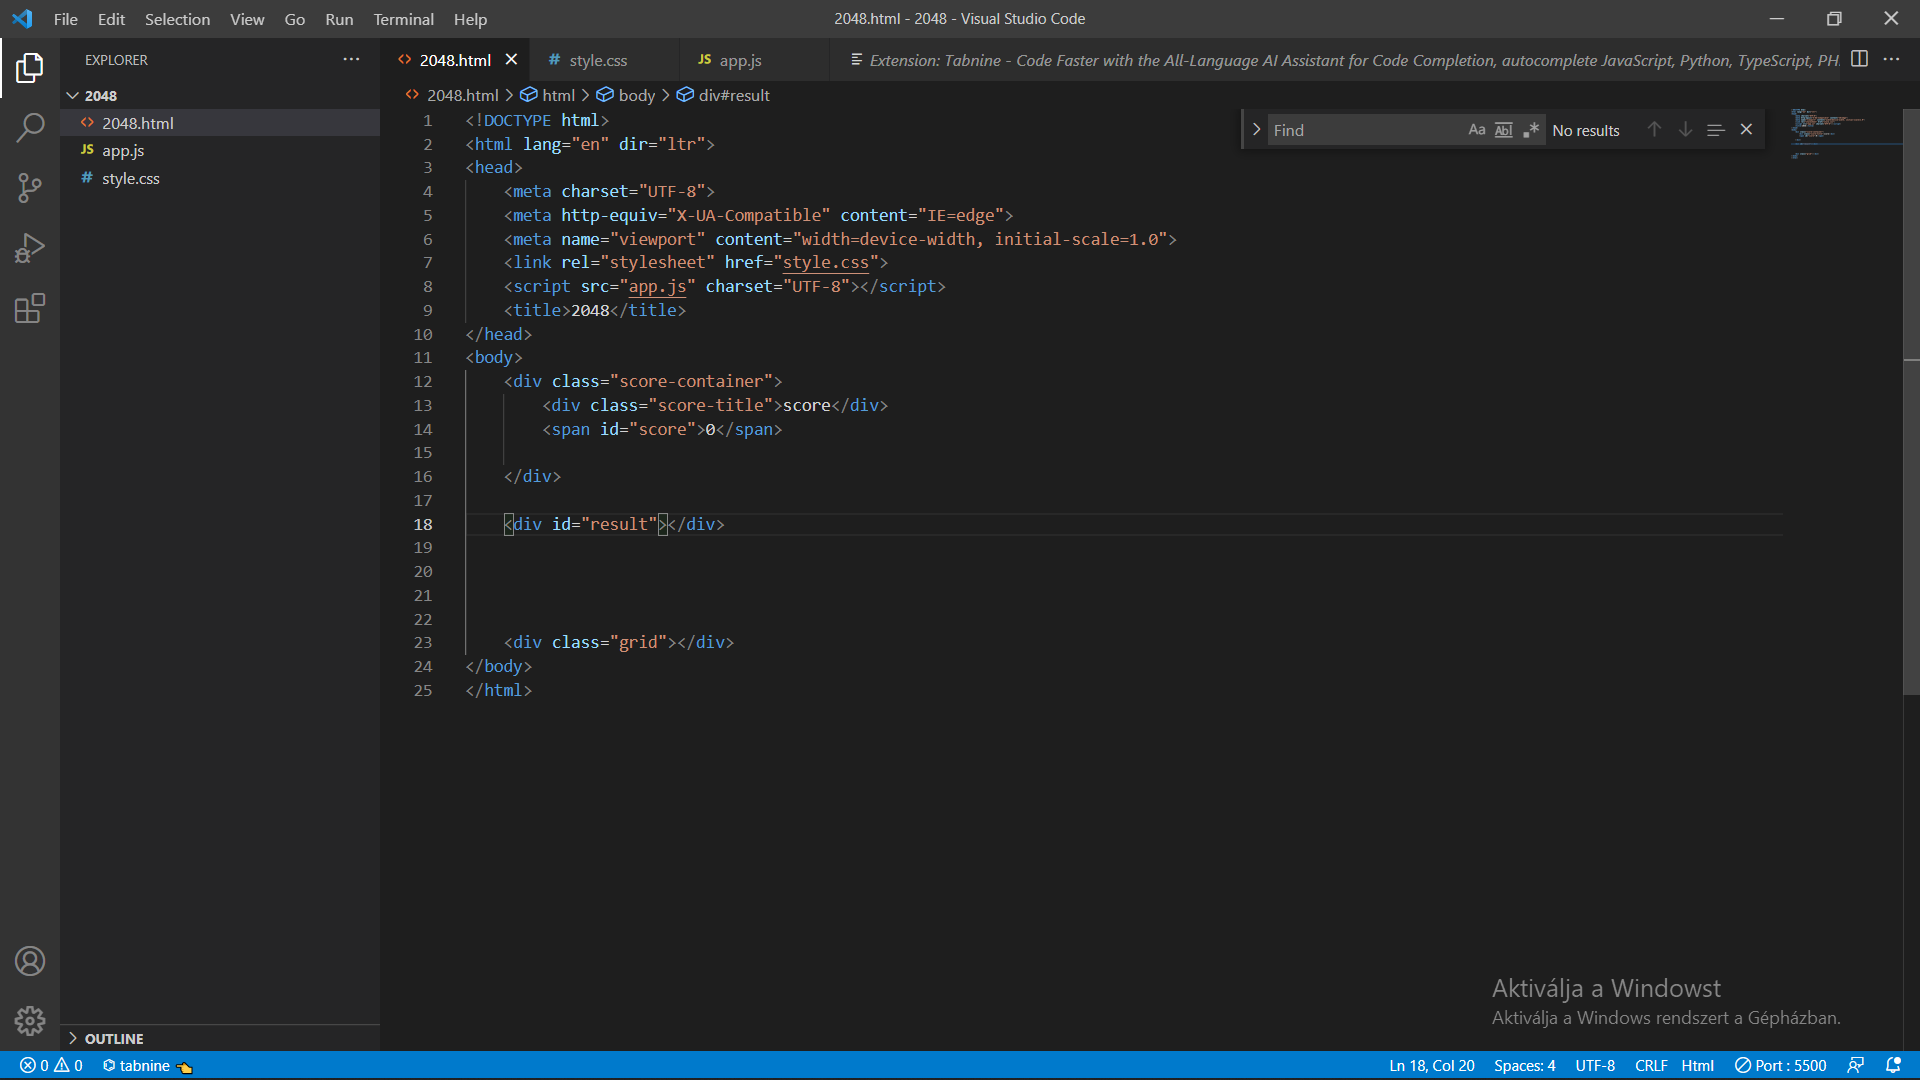 File Edit Selection View Go Run Terminal Help
2048.html - 2048 - Visual Studio Code
EXPLORER
2048
2048.html
JS app.js
# style.css
OUTLINE
2048.html
# style.css
JS app.js
Extension: Tabnine - Code Faster with the All-Language AI Assistant for Code Completion, autocomplete JavaScript, Python, TypeScript, PH
2048.html > html > body > div#result
Find Aa Abl .* No results
1 <!DOCTYPE html>
2 <html lang="en" dir="ltr">
3 <head>
4 <meta charset="UTF-8">
5 <meta http-equiv="X-UA-Compatible" content="IE=edge">
6 <meta name="viewport" content="width=device-width, initial-scale=1.0">
7 <link rel="stylesheet" href="style.css">
8 <script src="app.js" charset="UTF-8"></script>
9 <title>2048</title>
10 </head>
11 <body>
12 <div class="score-container">
13 <div class="score-title">score</div>
14 <span id="score">0</span>
15
16 </div>
17
18 <div id="result"></div>
19
20
21
22
23 <div class="grid"></div>
24 </body>
25 </html>
Aktiválja a Windowst
Aktiválja a Windows rendszert a Gépházban.
0 0 tabnine
Ln 18, Col 20 Spaces: 4 UTF-8 CRLF Html Port : 5500